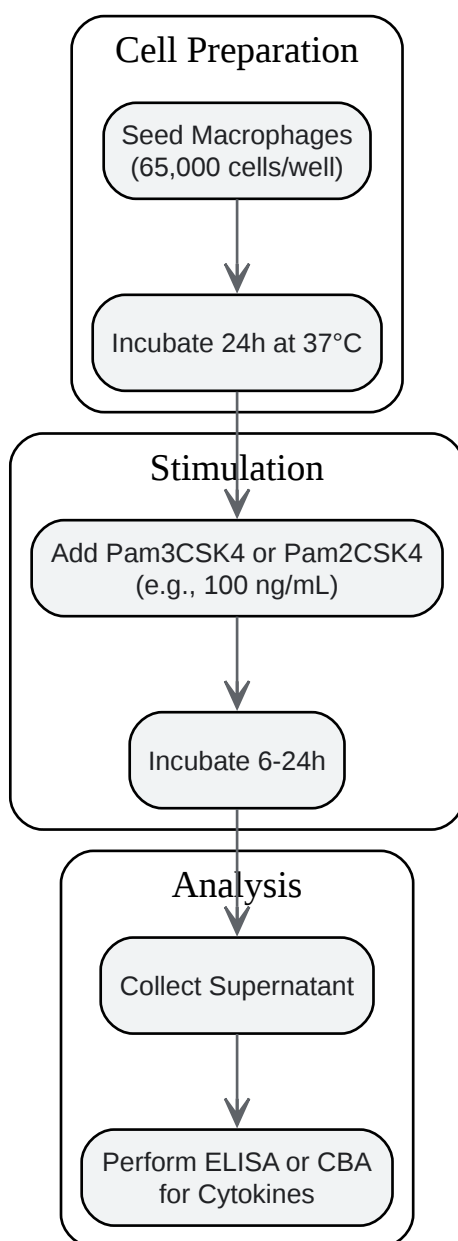 Cell Preparation
Seed Macrophages
(65,000 cells/well)
Incubate 24h at 37°C
Stimulation
Add Pam3CSK4 or Pam2CSK4
(e.g., 100 ng/mL)
Incubate 6-24h
Analysis
Collect Supernatant
Perform ELISA or CBA
for Cytokines